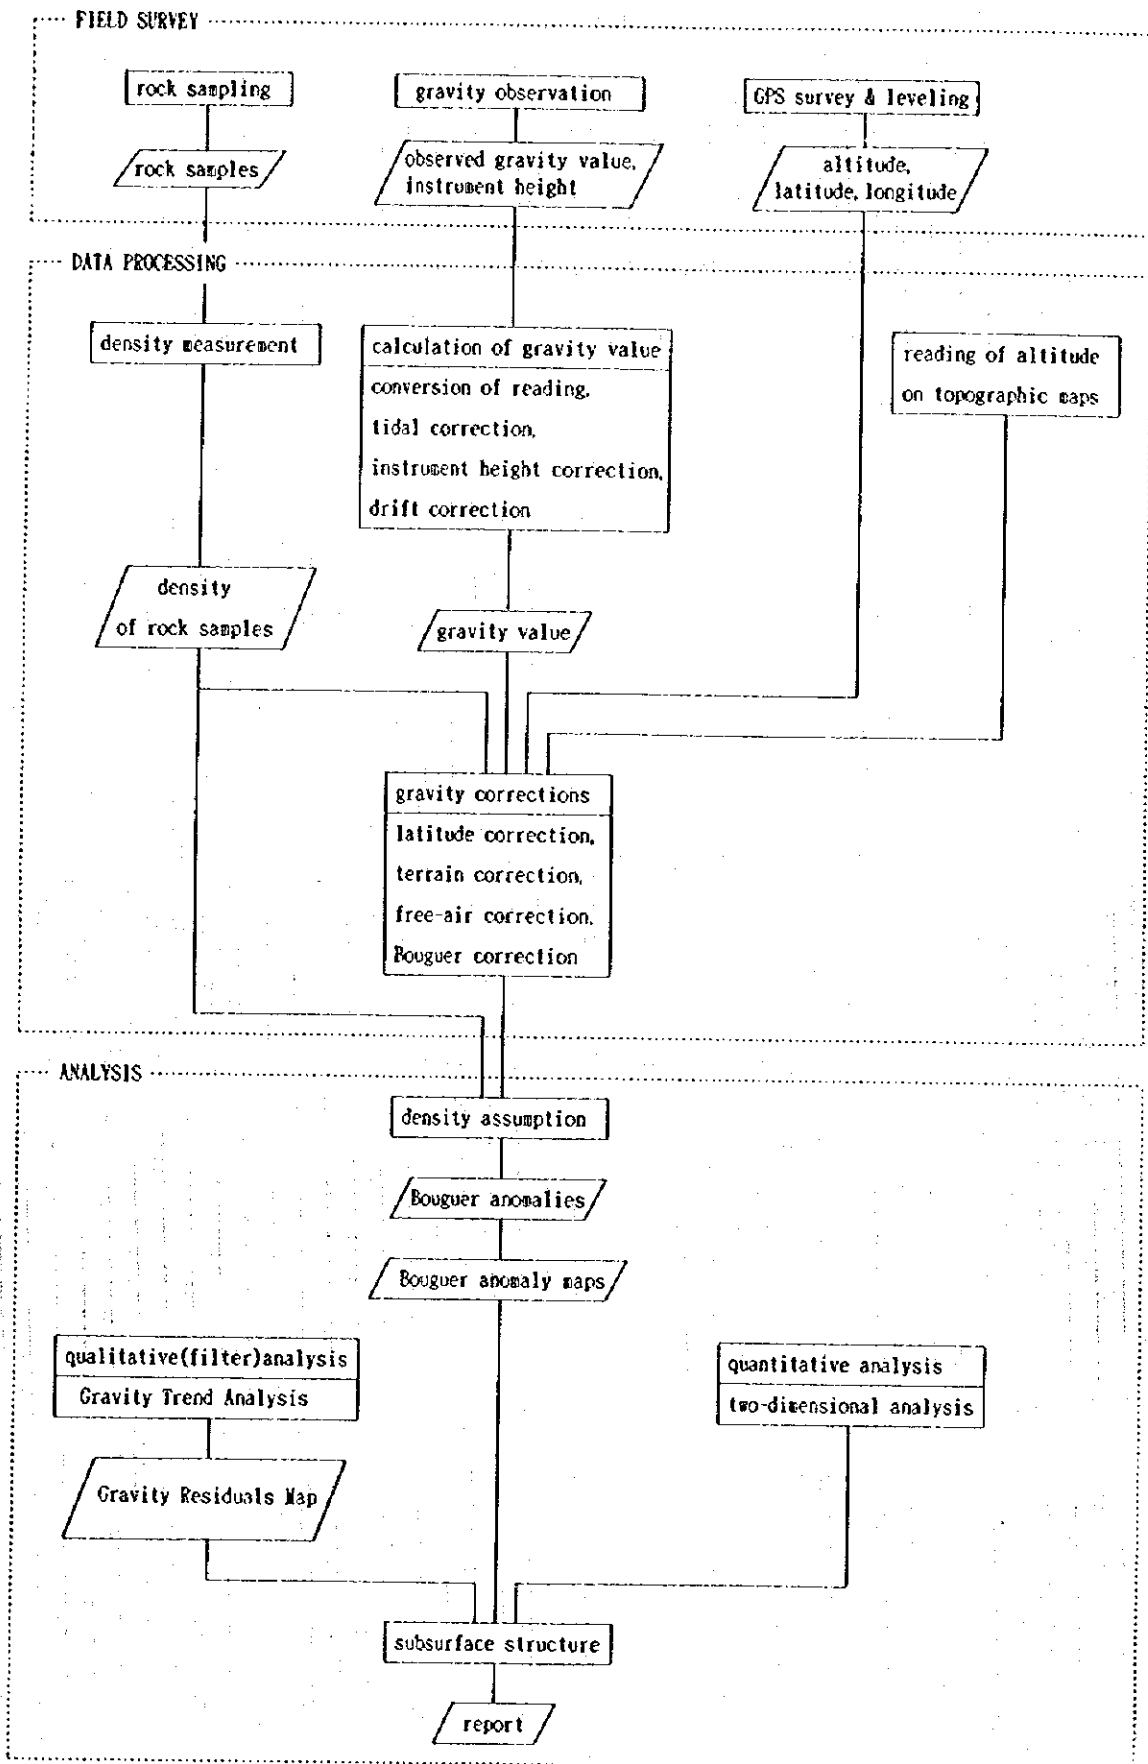 FIELD SURVEY
rock sampling
gravity observation
GPS survey & leveling
rock samples
observed gravity value,
instrument height
altitude,
latitude, longitude
DATA PROCESSING
density measurement
calculation of gravity value
conversion of reading,
tidal correction,
instrument height correction,
drift correction
reading of altitude
on topographic maps
density
of rock samples
gravity value
gravity corrections
latitude correction,
terrain correction,
free-air correction,
Bouguer correction
ANALYSIS
density assumption
Bouguer anomalies
Bouguer anomaly maps
qualitative(filter)analysis
Gravity Trend Analysis
quantitative analysis
two-dimensional analysis
Gravity Residuals Map
subsurface structure
report